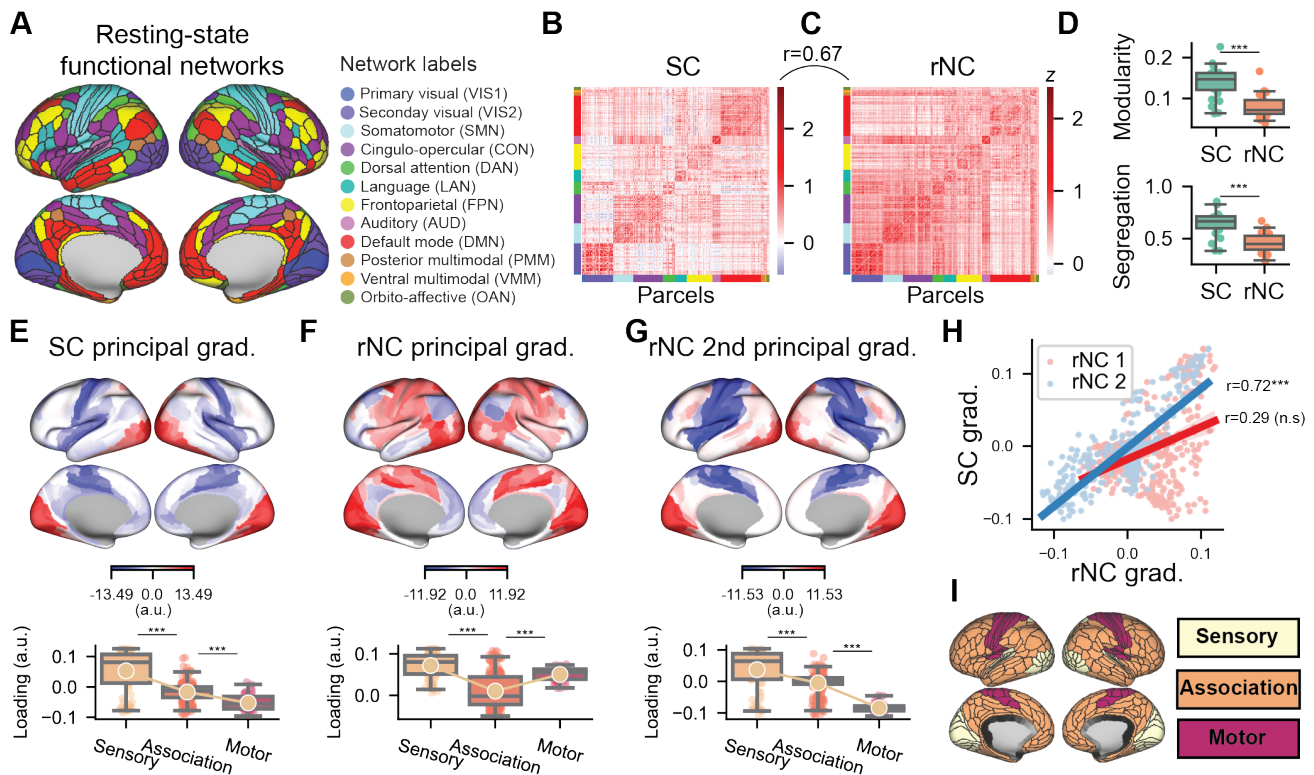 A
Resting-state
functional networks
Network labels
Primary visual (VIS1)
Seconday visual (VIS2)
Somatomotor (SMN)
Cingulo-opercular (CON)
Dorsal attention (DAN)
Language (LAN)
Frontoparietal (FPN)
Auditory (AUD)
Default mode (DMN)
Posterior multimodal (PMM)
Ventral multimodal (VMM)
Orbito-affective (OAN)
B
SC
2
1
0
Parcels
C
r=0.67
rNC
z
2
1
0
Parcels
D
Modularity
0.2
0.1
***
SC rNC
Segregation
1.0
0.5
***
SC rNC
E
SC principal grad.
-13.49 0.0 13.49
(a.u.)
Loading (a.u.)
0.1
0.0
−0.1
*** ***
Sensory Association Motor
F
rNC principal grad.
-11.92 0.0 11.92
(a.u.)
Loading (a.u.)
0.1
0.0
*** ***
Sensory Association Motor
G
rNC 2nd principal grad.
-11.53 0.0 11.53
(a.u.)
Loading (a.u.)
0.1
0.0
−0.1
*** ***
Sensory Association Motor
H
rNC 1
rNC 2
r=0.72***
r=0.29 (n.s)
SC grad.
0.1
0.0
−0.1
−0.1 0.0 0.1
rNC grad.
I
Sensory
Association
Motor